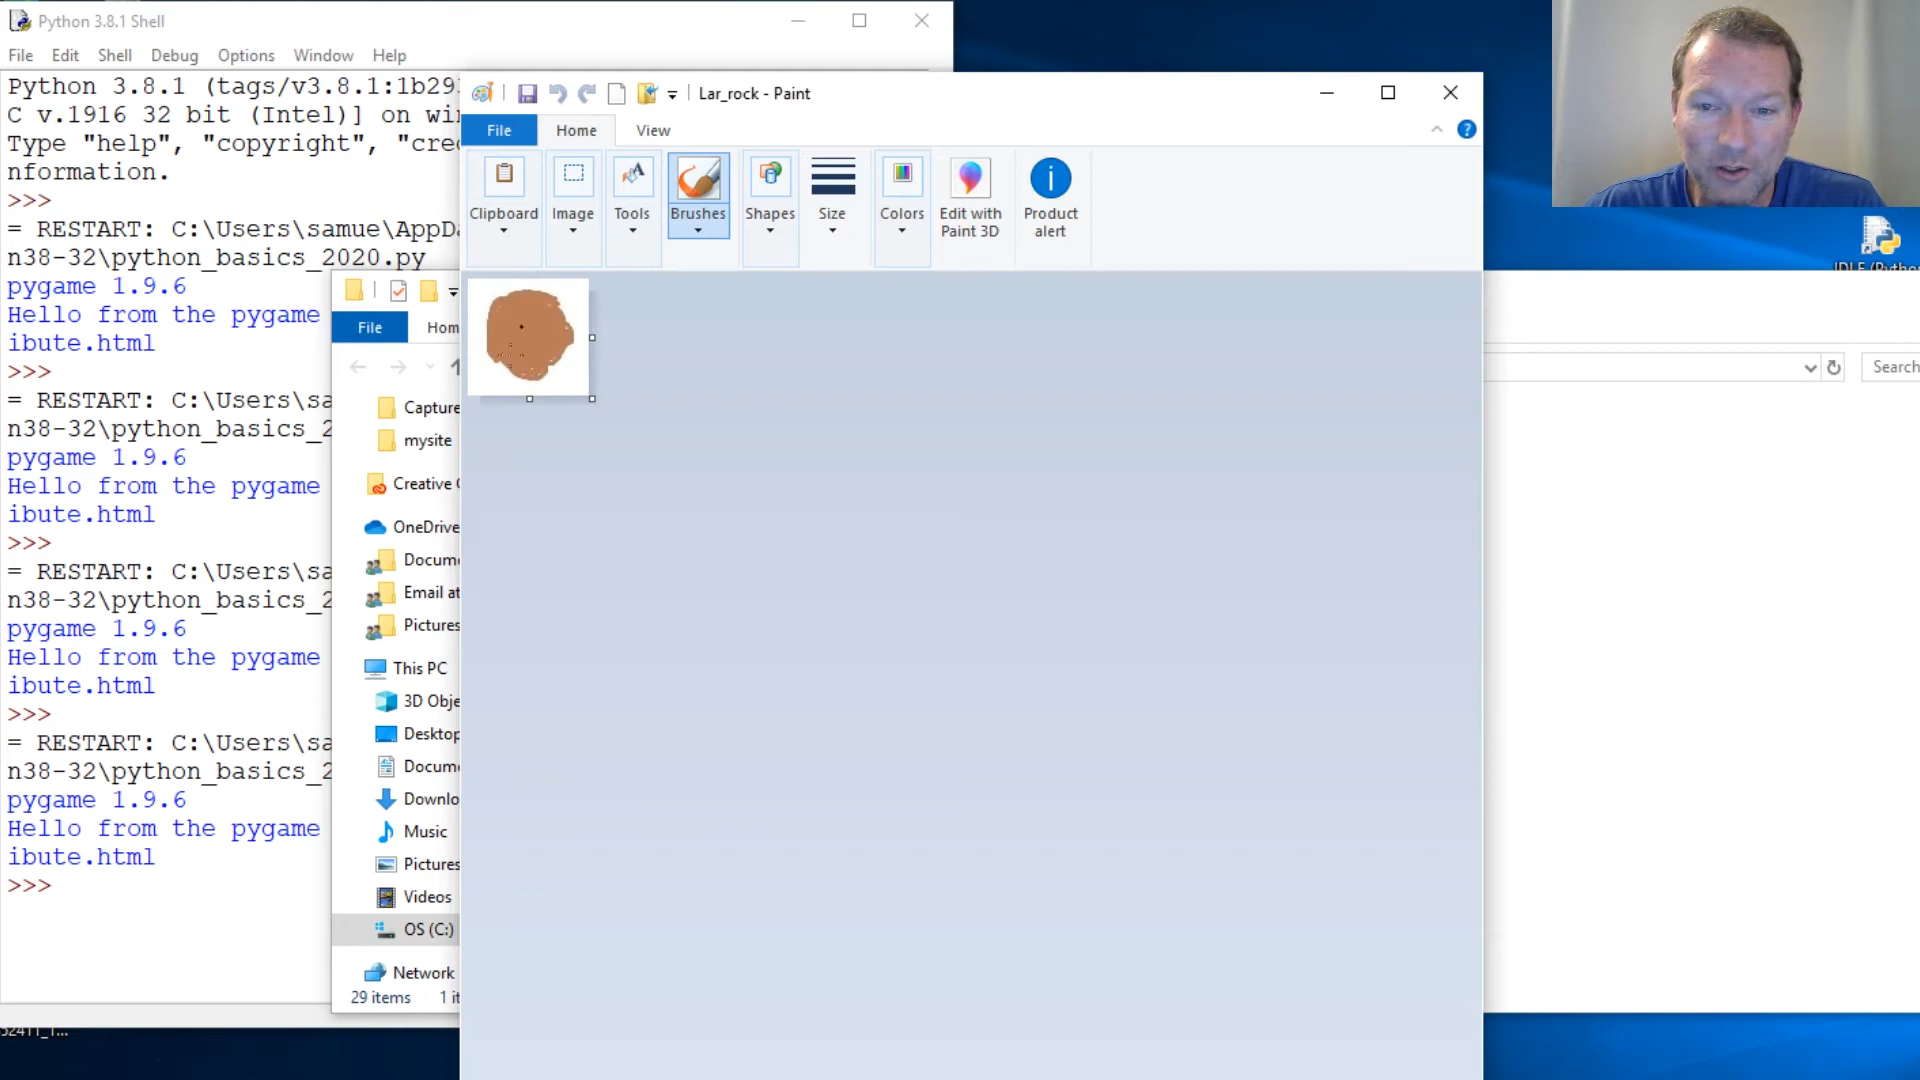 Python 3.8.1 Shell
File Edit Shell Debug Options Window Help
Python 3.8.1 (tags/v3.8.1:1b29
C v.1916 32 bit (Intel)] on wi
Type "help", "copyright", "cre
nformation.
>>>
= RESTART: C:\Users\samue\AppDa
n38-32\python_basics_2020.py
pygame 1.9.6
Hello from the pygame
ibute.html
>>>
= RESTART: C:\Users\sa
n38-32\python_basics_2
pygame 1.9.6
Hello from the pygame
ibute.html
>>>
= RESTART: C:\Users\sa
n38-32\python_basics_2
pygame 1.9.6
Hello from the pygame
ibute.html
>>>
= RESTART: C:\Users\sa
n38-32\python_basics_2
pygame 1.9.6
Hello from the pygame
ibute.html
>>>
File Hom
Capture
mysite
Creative C
OneDrive
Docum
Email at
Pictures
This PC
3D Obje
Desktop
Docum
Downlo
Music
Pictures
Videos
OS (C:)
Network
29 items 1 it
Lar_rock - Paint
File Home View
Clipboard Image Tools Brushes Shapes Size Colors Edit with Paint 3D Product alert
Search
IDLE (Pytho